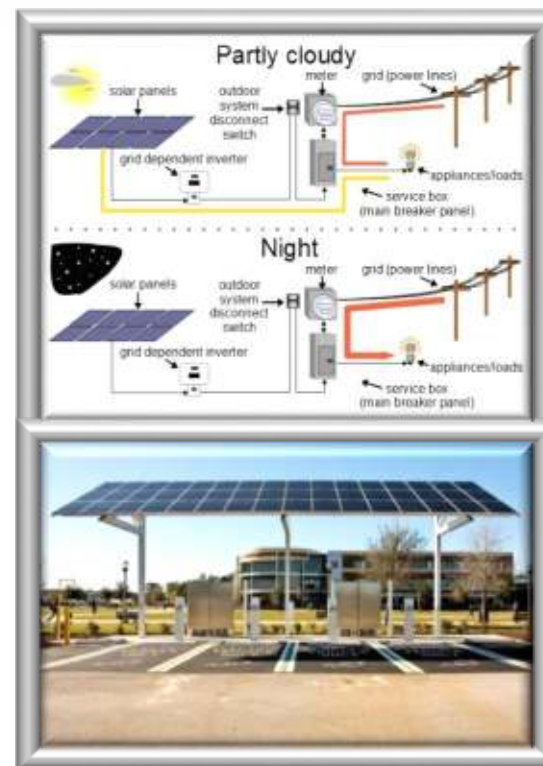 Partly cloudy
solar panels
outdoor
system
disconnect
switch
meter
grid (power lines)
grid dependent inverter
appliances/loads
service box
(main breaker panel)
Night
solar panels
outdoor
system
disconnect
switch
meter
grid (power lines)
grid dependent inverter
appliances/loads
service box
(main breaker panel)